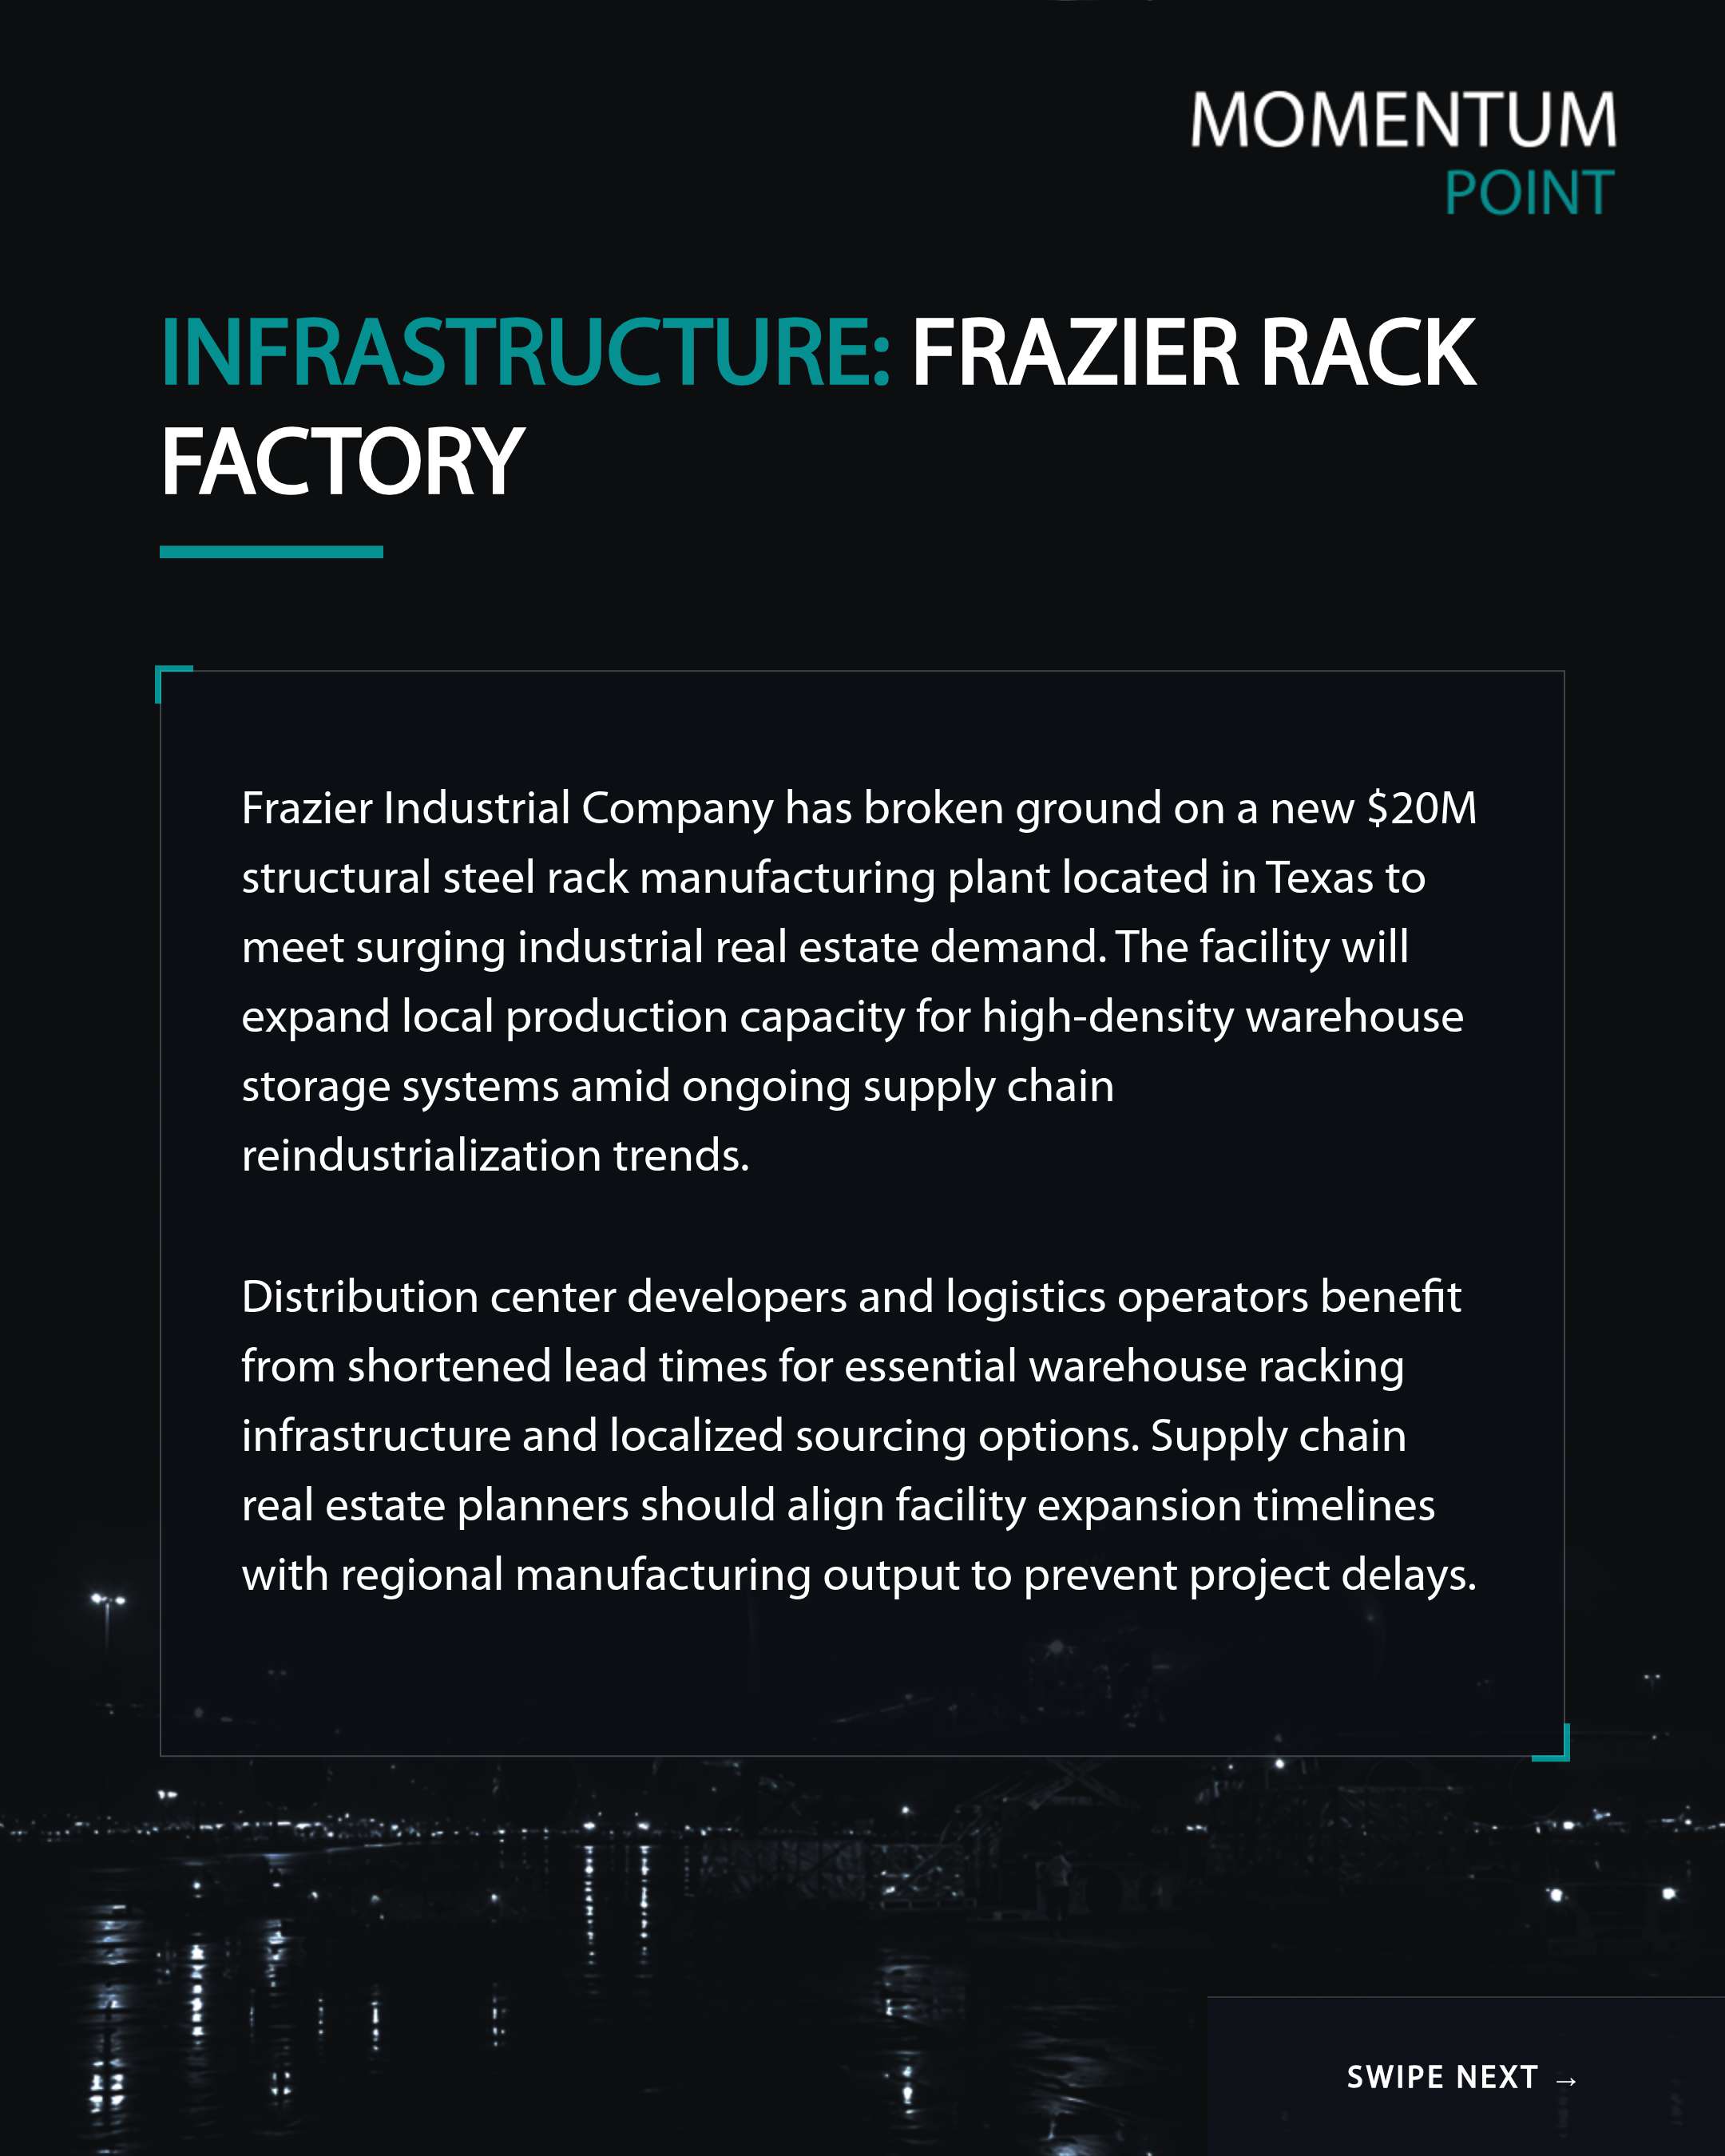 MOMENTUM
POINT
INFRASTRUCTURE: FRAZIER RACK
FACTORY
Frazier Industrial Company has broken ground on a new $20M
structural steel rack manufacturing plant located in Texas to
meet surging industrial real estate demand. The facility will
expand local production capacity for high-density warehouse
storage systems amid ongoing supply chain
reindustrialization trends.
Distribution center developers and logistics operators benefit
from shortened lead times for essential warehouse racking
infrastructure and localized sourcing options. Supply chain
real estate planners should align facility expansion timelines
with regional manufacturing output to prevent project delays.
SWIPE NEXT →